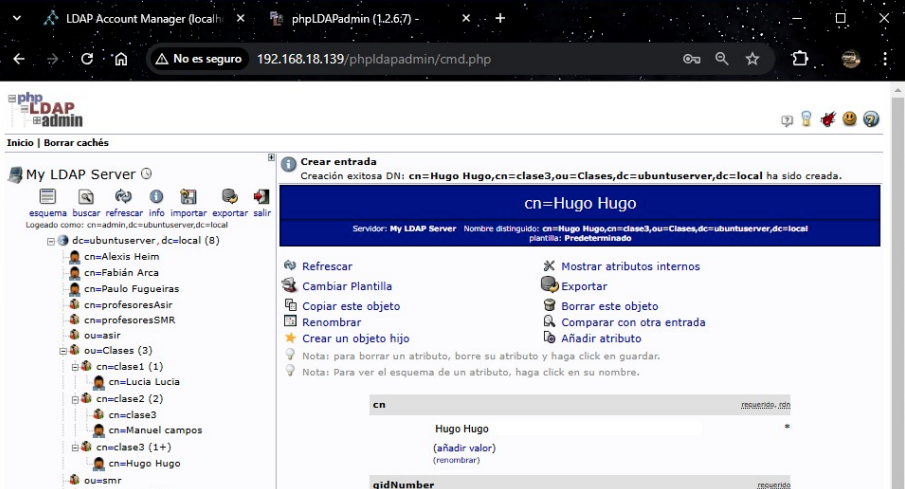 LDAP Account Manager (localh
phpLDAPadmin (1.2.6.7) -
No es seguro
192.168.18.139/phpldapadmin/cmd.php
php
LDAP
admin
Inicio | Borrar cachés
My LDAP Server
esquema buscar refrescar info importar exportar salir
Logeado como: cn=admin,dc=ubuntuserver,dc=local
dc=ubuntuserver,dc=local (8)
cn=Alexis Heim
cn=Fabián Arca
cn=Paulo Fugueiras
cn=profesoresAsir
cn=profesoresSMR
ou=asir
ou=Clases (3)
cn=clase1 (1)
cn=Lucia Lucia
cn=clase2 (2)
cn=clase3
cn=Manuel campos
cn=clase3 (1+)
cn=Hugo Hugo
ou=smr
Crear entrada
Creación exitosa DN: cn=Hugo Hugo,cn=clase3,ou=Clases,dc=ubuntuserver,dc=local ha sido creada.
cn=Hugo Hugo
Servidor: My LDAP Server Nombre distinguido: cn=Hugo Hugo,cn=clase3,ou=Clases,dc=ubuntuserver,dc=local
plantilla: Predeterminado
Refrescar
Mostrar atributos internos
Cambiar Plantilla
Exportar
Copiar este objeto
Borrar este objeto
Renombrar
Comparar con otra entrada
Crear un objeto hijo
Añadir atributo
Nota: para borrar un atributo, borre su atributo y haga click en guardar.
Nota: Para ver el esquema de un atributo, haga click en su nombre.
cn
requerido, rdn
Hugo Hugo
*
(añadir valor)
(renombrar)
gidNumber
requerido